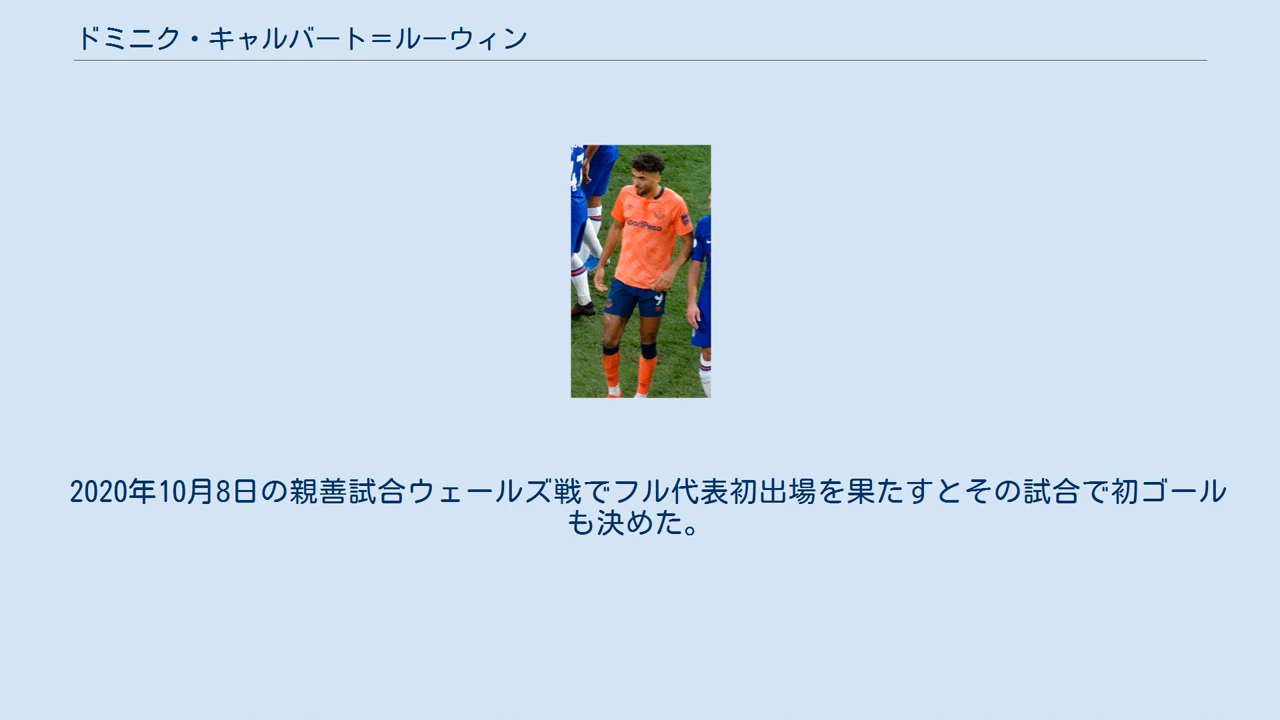 ドミニク・キャルバート＝ルーウィン
SportPesa
9
2020年10月8日の親善試合ウェールズ戦でフル代表初出場を果たすとその試合で初ゴール
も決めた。